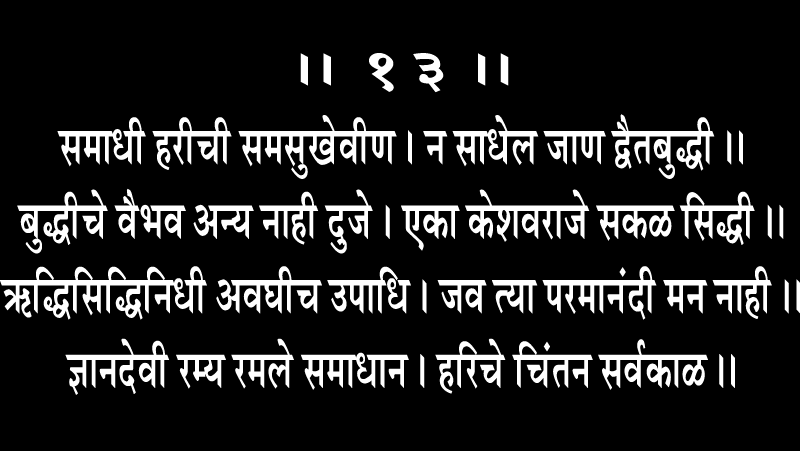 ।। १३ ।।
समाधी हरीची समसुखेवीण । न साधेल जाण द्वैतबुद्धी ।।
बुद्धीचे वैभव अन्य नाही दुजे । एका केशवराजे सकळ सिद्धी ।।
ऋद्धिसिद्धिनिधी अवघीच उपाधि । जव त्या परमानंदी मन नाही ।।
ज्ञानदेवी रम्य रमले समाधान । हरिचे चिंतन सर्वकाळ ।।